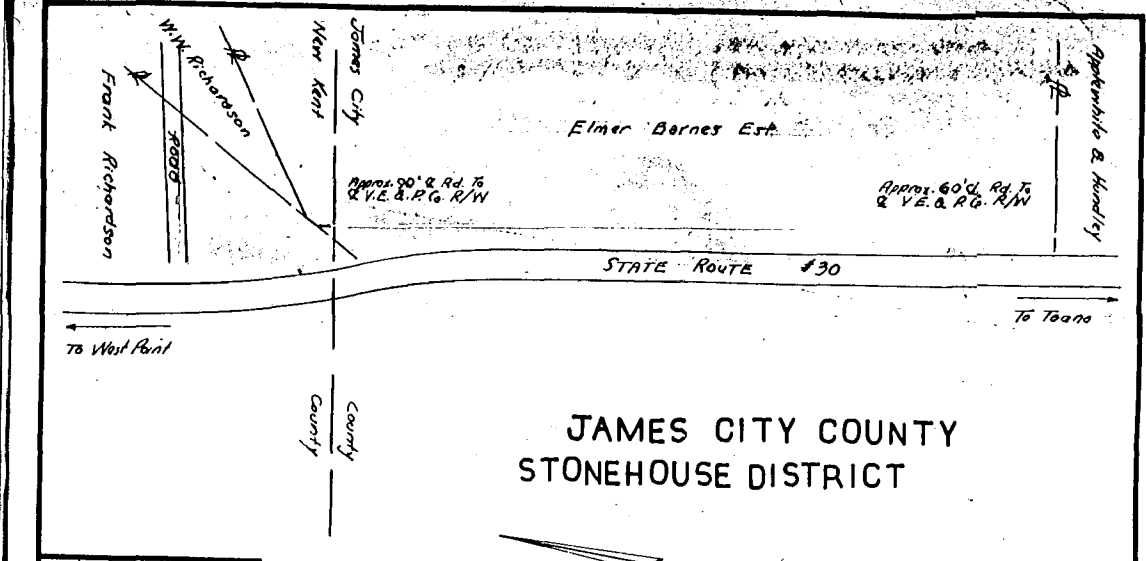 W.W. Richardson
Frank Richardson
ROAD
New Kent
James City
Elmer Barnes Est.
Approx. 90' ℄ Rd. To
℄ V.E. & P. Co. R/W
Approx. 60' ℄ Rd. To
℄ V.E. & P. Co. R/W
& Hundley
STATE ROUTE #30
To West Point
To Toano
County
County
JAMES CITY COUNTY
STONEHOUSE DISTRICT